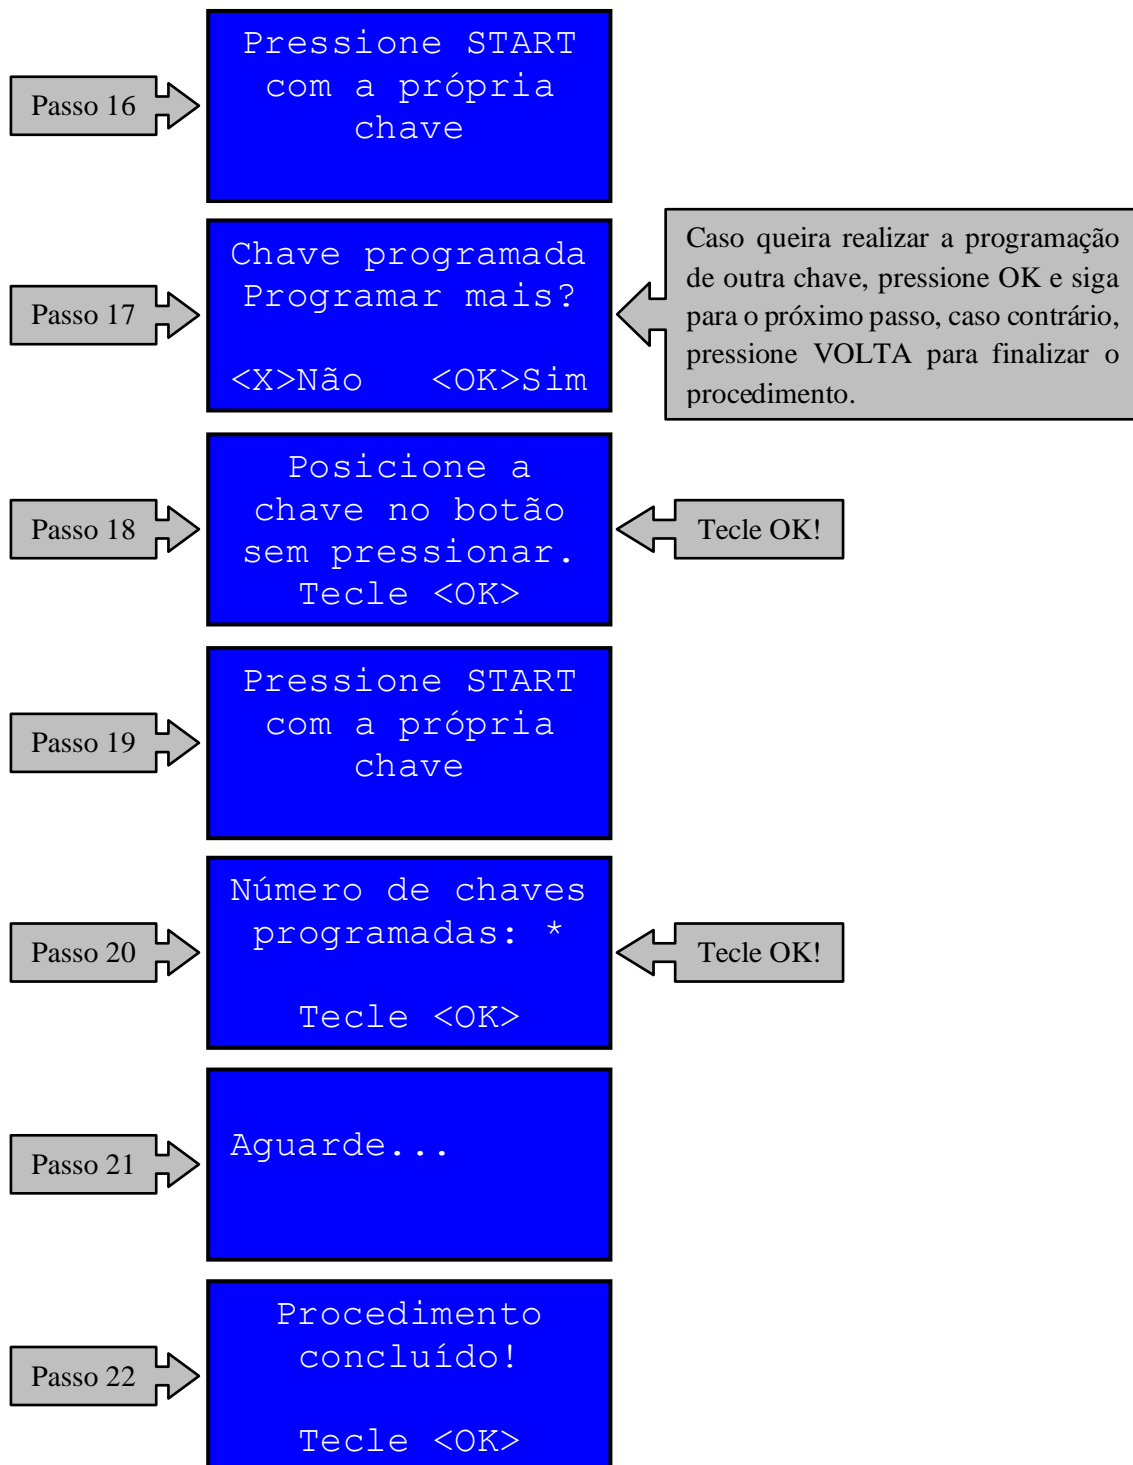 Passo 16
Pressione START
com a própria
chave
Passo 17
Chave programada
Programar mais?
<X>Não <OK>Sim
Caso queira realizar a programação
de outra chave, pressione OK e siga
para o próximo passo, caso contrário,
pressione VOLTA para finalizar o
procedimento.
Passo 18
Posicione a
chave no botão
sem pressionar.
Tecle <OK>
Tecle OK!
Passo 19
Pressione START
com a própria
chave
Passo 20
Número de chaves
programadas: *
Tecle <OK>
Tecle OK!
Passo 21
Aguarde...
Passo 22
Procedimento
concluído!
Tecle <OK>